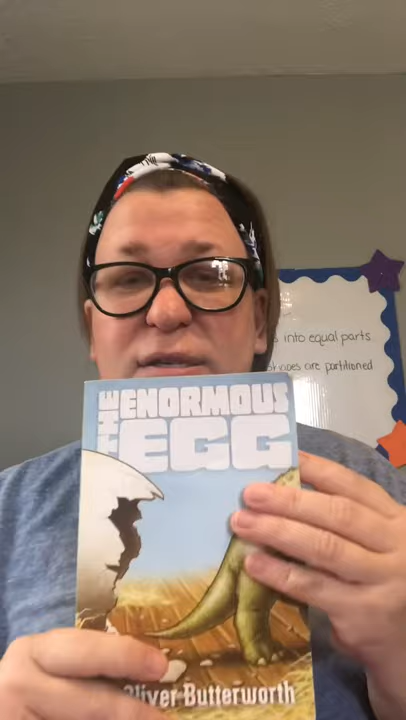 s into equal parts
are partitioned
THE ENORMOUS
EGG
Oliver Butterworth